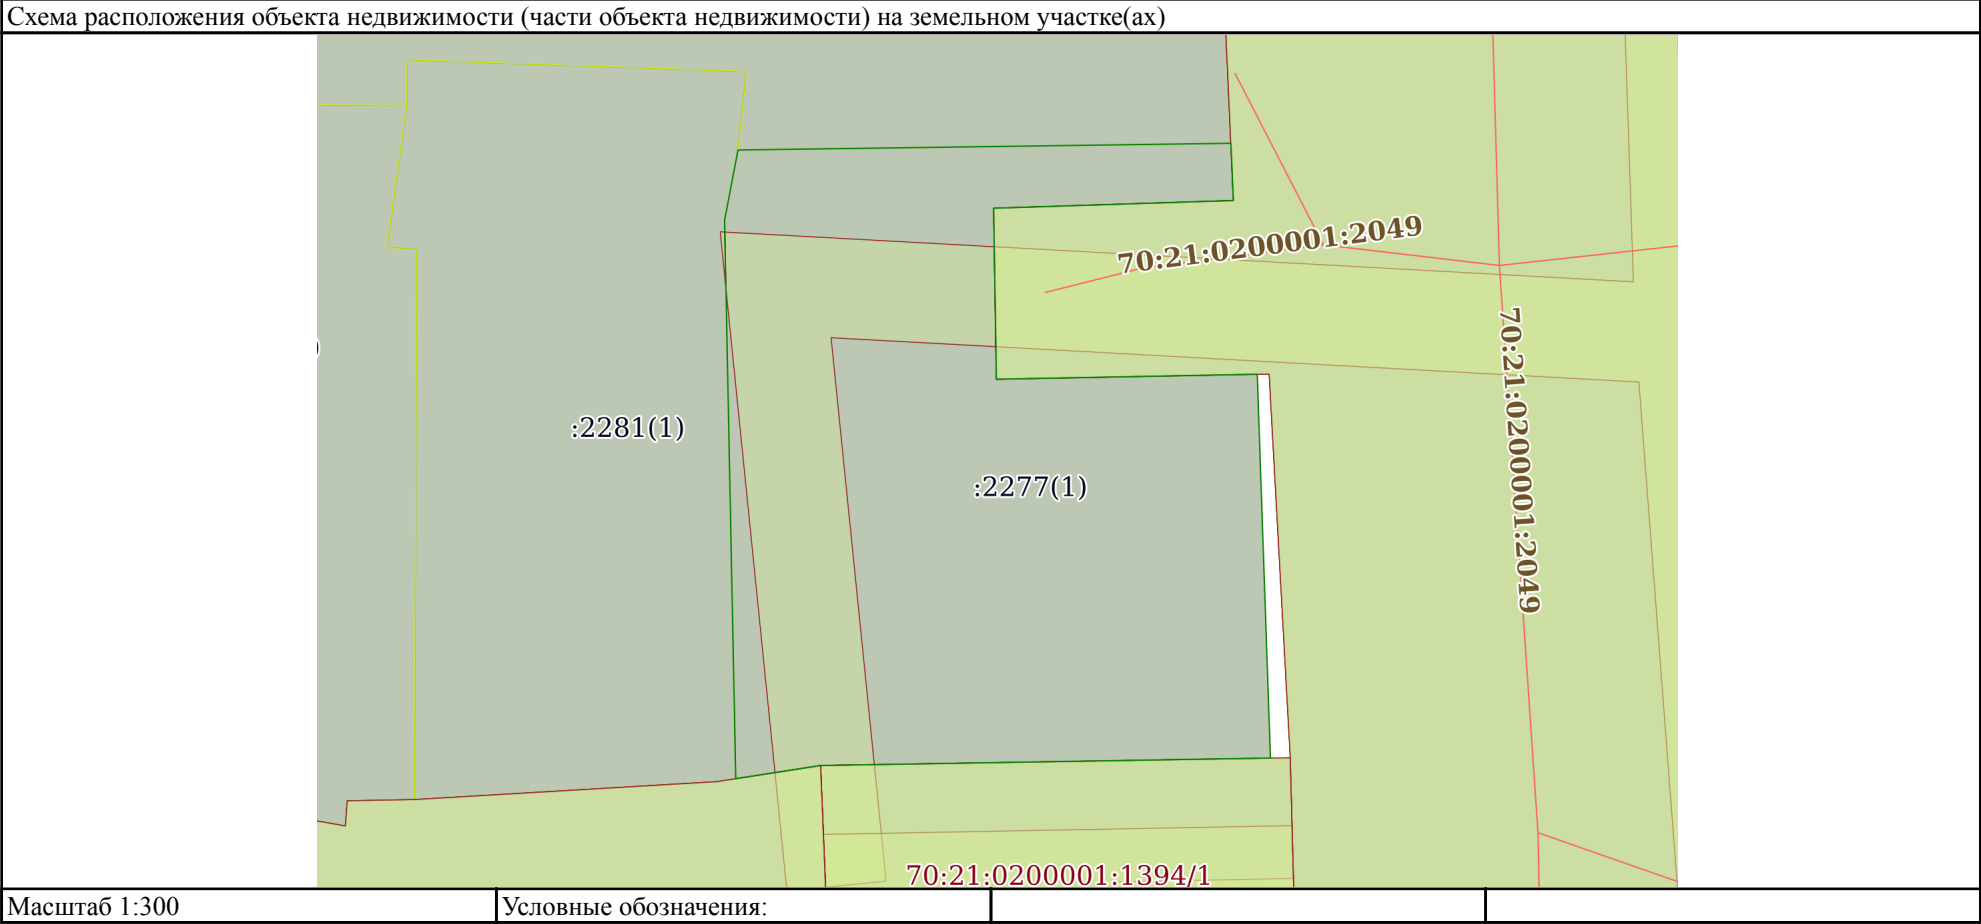 Схема расположения объекта недвижимости (части объекта недвижимости) на земельном участке(ах)
70:21:0200001:2049
70:21:0200001:2049
)
:2281(1)
:2277(1)
70:21:0200001:1394/1
Масштаб 1:300
Условные обозначения: